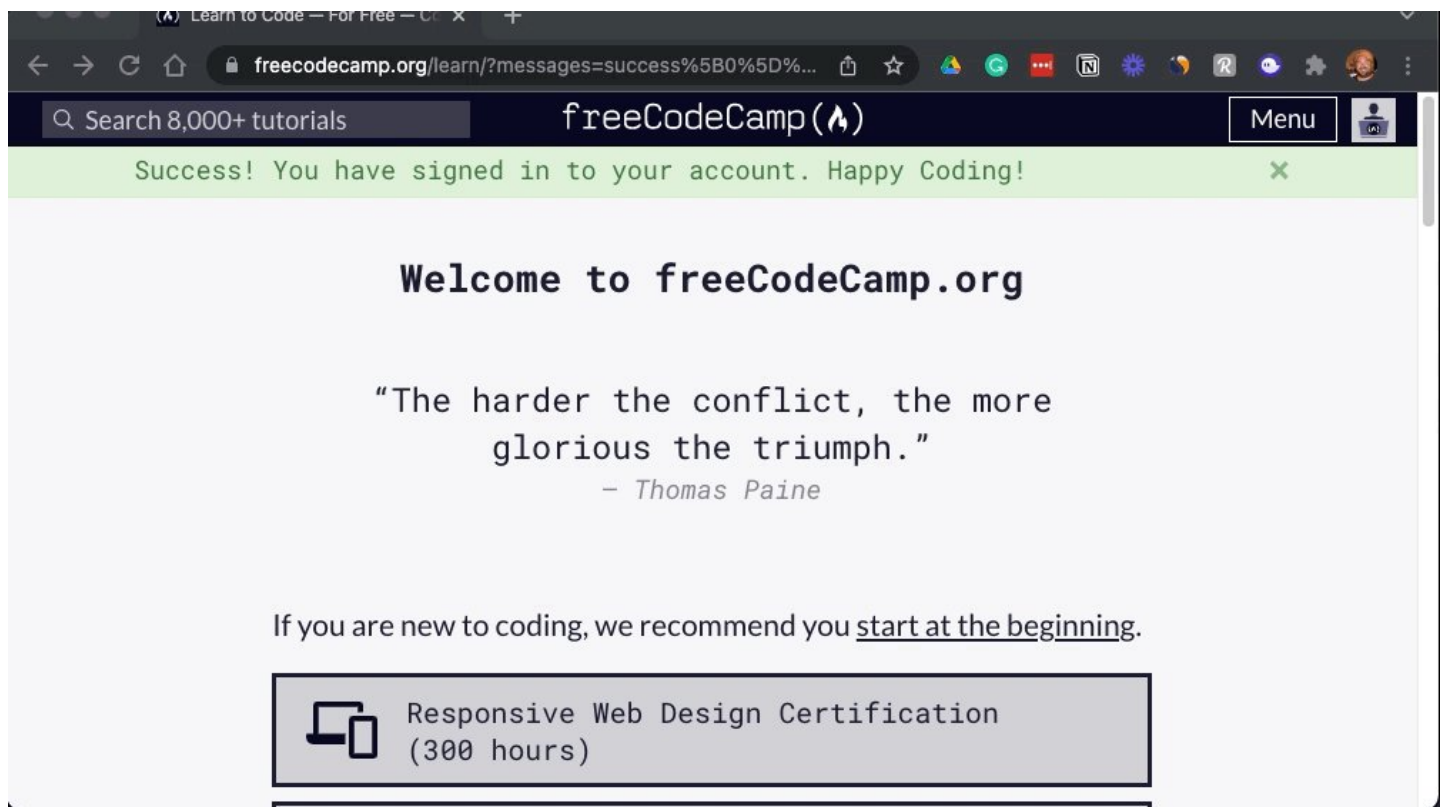 Learn to Code — For Free — Co
freecodecamp.org/learn/?messages=success%5B0%5D%...
Search 8,000+ tutorials
freeCodeCamp(🔥)
Menu
Success! You have signed in to your account. Happy Coding!
Welcome to freeCodeCamp.org
“The harder the conflict, the more
glorious the triumph.”
— Thomas Paine
If you are new to coding, we recommend you start at the beginning.
Responsive Web Design Certification
(300 hours)